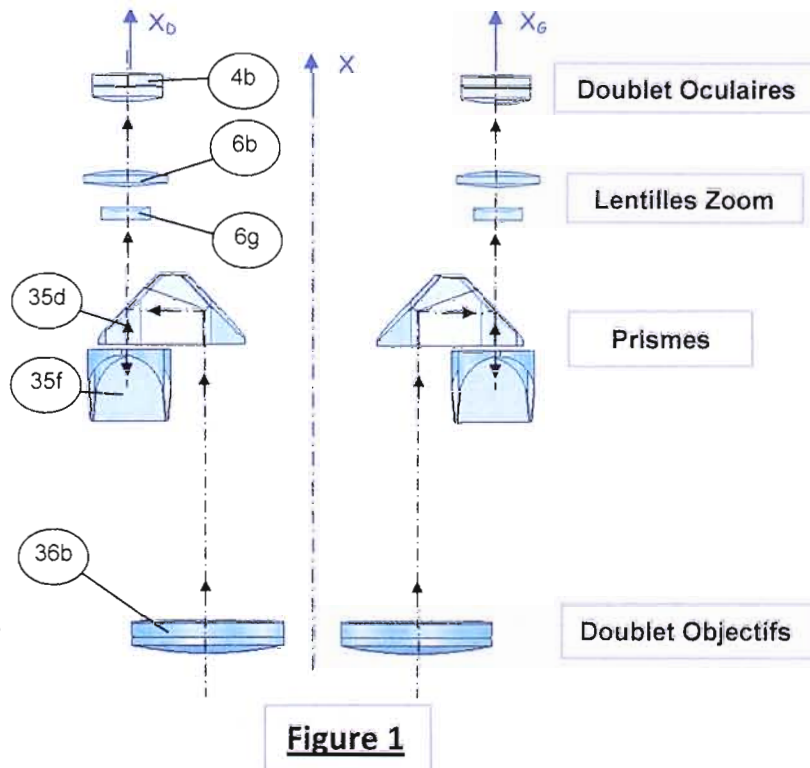 X_D
X
X_G
4b
Doublet Oculaires
6b
Lentilles Zoom
6g
35d
Prismes
35f
36b
Doublet Objectifs
Figure 1